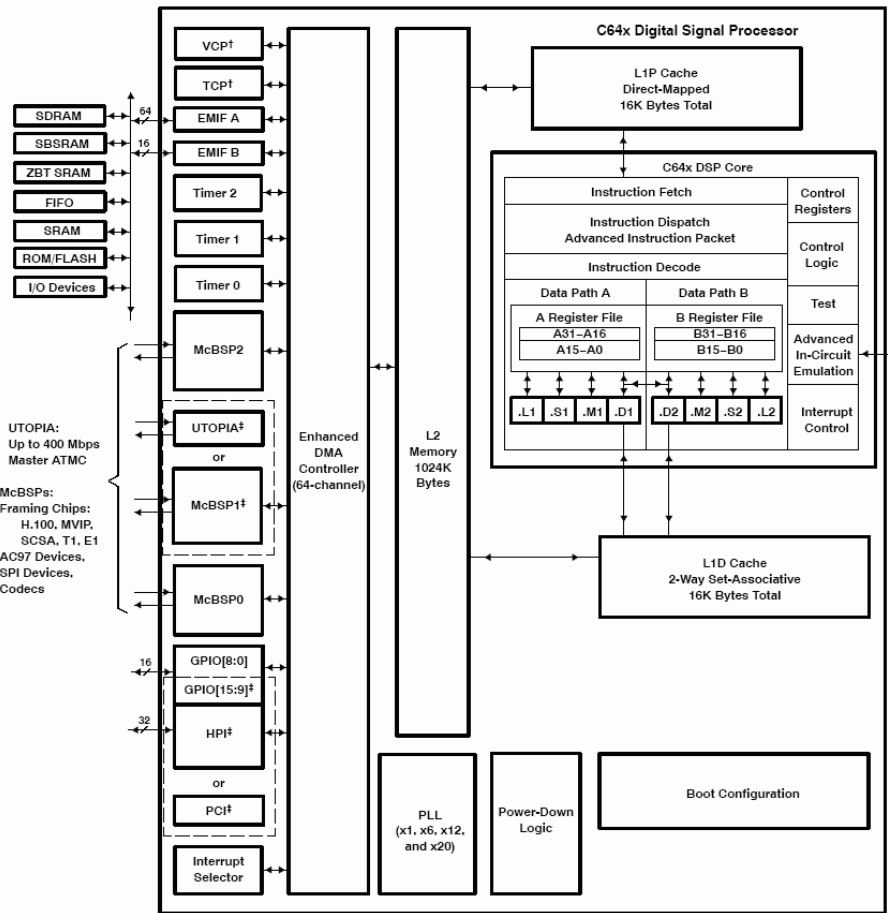 C64x Digital Signal Processor
VCP†
TCP†
EMIF A
EMIF B
Timer 2
Timer 1
Timer 0
McBSP2
UTOPIA‡
or
McBSP1‡
McBSP0
GPIO[8:0]
GPIO[15:9]‡
HPI‡
or
PCI‡
Interrupt
Selector
64
16
16
32
SDRAM
SBSRAM
ZBT SRAM
FIFO
SRAM
ROM/FLASH
I/O Devices
UTOPIA:
Up to 400 Mbps
Master ATMC
McBSPs:
Framing Chips:
H.100, MVIP,
SCSA, T1, E1
AC97 Devices,
SPI Devices,
Codecs
Enhanced
DMA
Controller
(64-channel)
L2
Memory
1024K
Bytes
L1P Cache
Direct-Mapped
16K Bytes Total
C64x DSP Core
Instruction Fetch
Instruction Dispatch
Advanced Instruction Packet
Instruction Decode
Data Path A
Data Path B
A Register File
A31–A16
A15–A0
B Register File
B31–B16
B15–B0
.L1
.S1
.M1
.D1
.D2
.M2
.S2
.L2
Control
Registers
Control
Logic
Test
Advanced
In-Circuit
Emulation
Interrupt
Control
L1D Cache
2-Way Set-Associative
16K Bytes Total
PLL
(x1, x6, x12,
and x20)
Power-Down
Logic
Boot Configuration